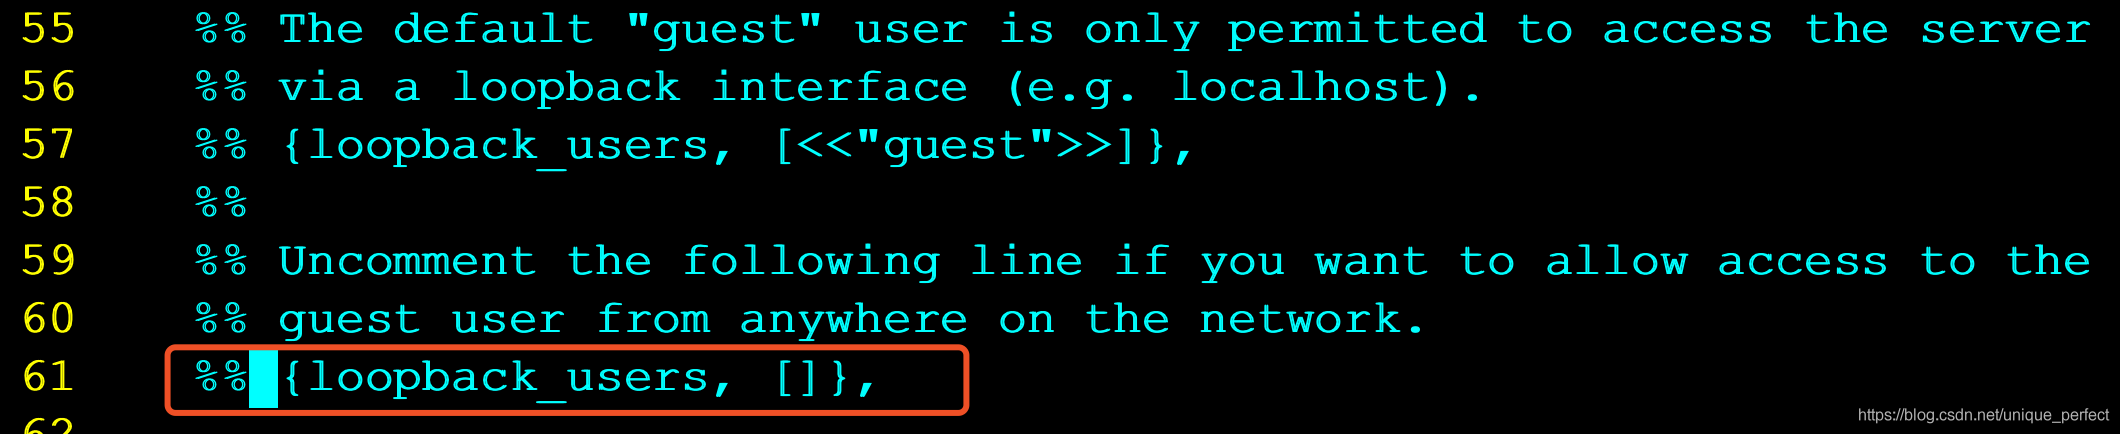 55 %% The default "guest" user is only permitted to access the server
56 %% via a loopback interface (e.g. localhost).
57 %% {loopback_users, [<<"guest">>]},
58 %%
59 %% Uncomment the following line if you want to allow access to the
60 %% guest user from anywhere on the network.
61 %% {loopback_users, []},
62
https://blog.csdn.net/unique_perfect